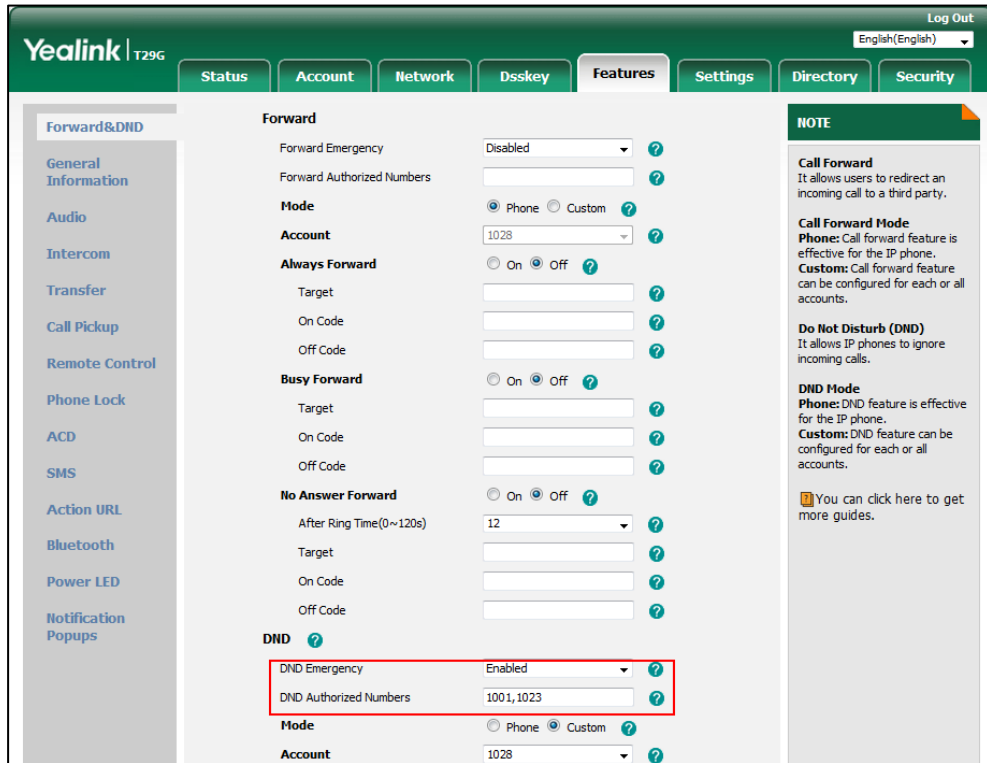 Log Out
Yealink T29G
English(English)
Status Account Network Dsskey Features Settings Directory Security
Forward&DND
General
Information
Audio
Intercom
Transfer
Call Pickup
Remote Control
Phone Lock
ACD
SMS
Action URL
Bluetooth
Power LED
Notification
Popups
Forward
Forward Emergency Disabled ?
Forward Authorized Numbers ?
Mode Phone Custom ?
Account 1028 ?
Always Forward On Off ?
Target ?
On Code ?
Off Code ?
Busy Forward On Off ?
Target ?
On Code ?
Off Code ?
No Answer Forward On Off ?
After Ring Time(0~120s) 12 ?
Target ?
On Code ?
Off Code ?
DND ?
DND Emergency Enabled ?
DND Authorized Numbers 1001,1023 ?
Mode Phone Custom ?
Account 1028 ?
NOTE
Call Forward
It allows users to redirect an
incoming call to a third party.
Call Forward Mode
Phone: Call forward feature is
effective for the IP phone.
Custom: Call forward feature
can be configured for each or all
accounts.
Do Not Disturb (DND)
It allows IP phones to ignore
incoming calls.
DND Mode
Phone: DND feature is effective
for the IP phone.
Custom: DND feature can be
configured for each or all
accounts.
? You can click here to get
more guides.